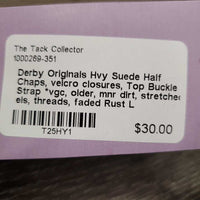 The Tack Collector
1000269-351
Derby Originals Hvy Suede Half
Chaps, velcro closures, Top Buckle
Strap *vgc, older, mnr dirt, stretched
els, threads, faded Rust L
T25HY1
$30.00